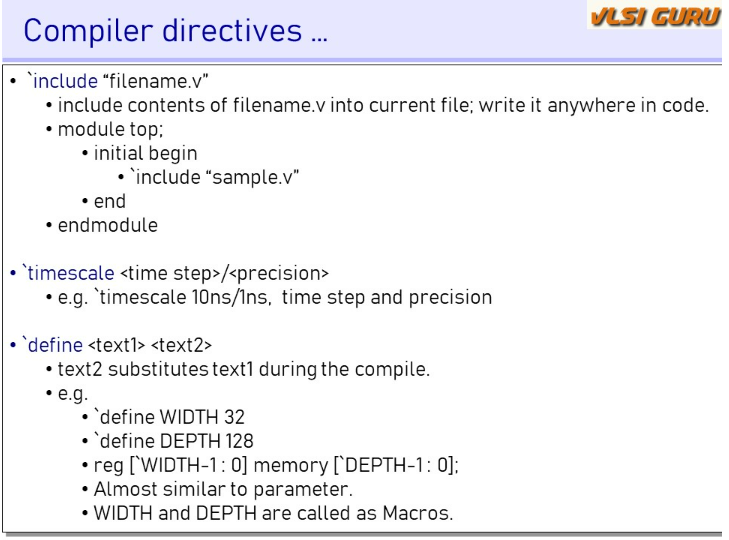 VLSI GURU
Compiler directives ...
• `include “filename.v”
• include contents of filename.v into current file; write it anywhere in code.
• module top;
• initial begin
• `include “sample.v”
• end
• endmodule
• `timescale <time step>/<precision>
• e.g. `timescale 10ns/1ns, time step and precision
• `define <text1> <text2>
• text2 substitutes text1 during the compile.
• e.g.
• `define WIDTH 32
• `define DEPTH 128
• reg [`WIDTH-1 : 0] memory [`DEPTH-1 : 0];
• Almost similar to parameter.
• WIDTH and DEPTH are called as Macros.